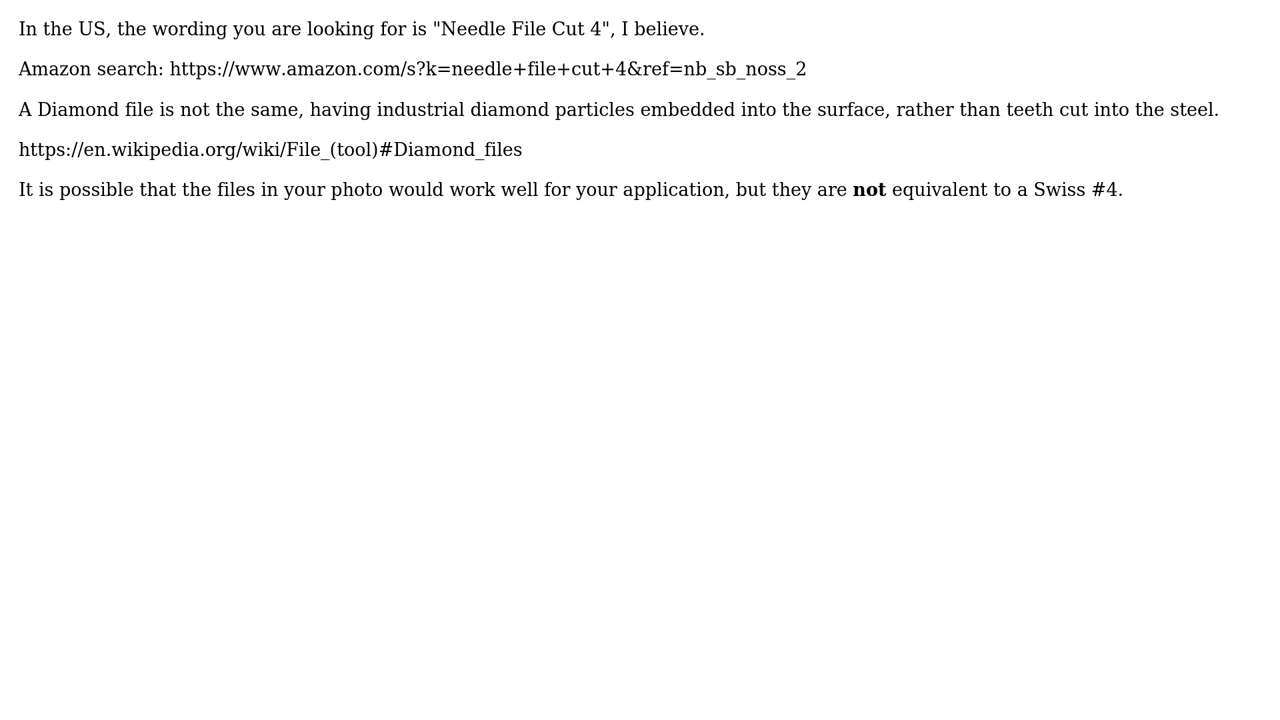 In the US, the wording you are looking for is "Needle File Cut 4", I believe.
Amazon search: https://www.amazon.com/s?k=needle+file+cut+4&ref=nb_sb_noss_2
A Diamond file is not the same, having industrial diamond particles embedded into the surface, rather than teeth cut into the steel.
https://en.wikipedia.org/wiki/File_(tool)#Diamond_files
It is possible that the files in your photo would work well for your application, but they are not equivalent to a Swiss #4.